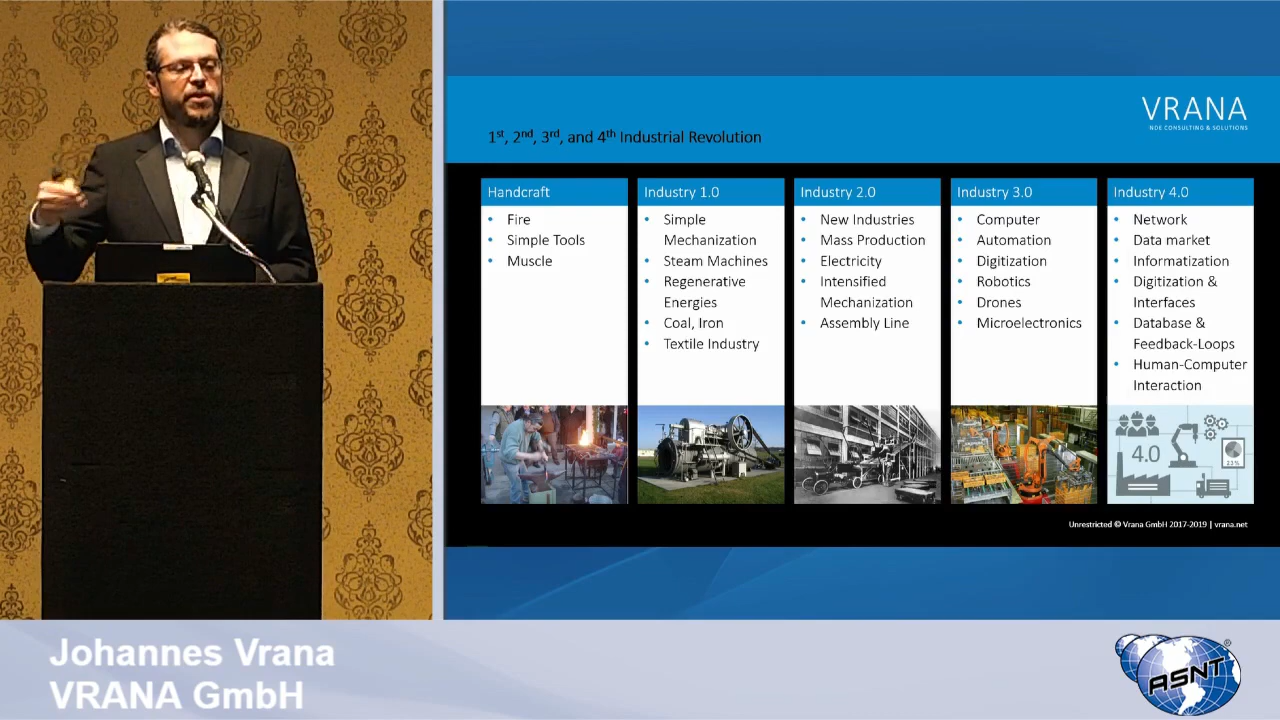 VRANA
NDE CONSULTING & SOLUTIONS
1st, 2nd, 3rd, and 4th Industrial Revolution
Handcraft
• Fire
• Simple Tools
• Muscle
Industry 1.0
• Simple
Mechanization
• Steam Machines
• Regenerative
Energies
• Coal, Iron
• Textile Industry
Industry 2.0
• New Industries
• Mass Production
• Electricity
• Intensified
Mechanization
• Assembly Line
Industry 3.0
• Computer
• Automation
• Digitization
• Robotics
• Drones
• Microelectronics
Industry 4.0
• Network
• Data market
• Informatization
• Digitization &
Interfaces
• Database &
Feedback-Loops
• Human-Computer
Interaction
4.0
Unrestricted © Vrana GmbH 2017-2019 | vrana.net
Johannes Vrana
VRANA GmbH
ASNT
®